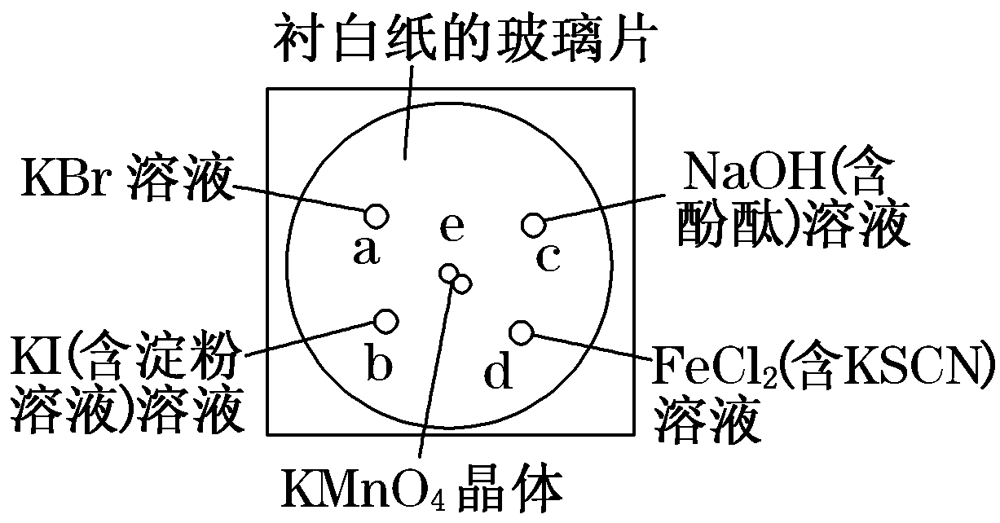 衬白纸的玻璃片
KBr 溶液
NaOH(含
酚酞)溶液
e
a
c
KI(含淀粉
溶液)溶液
b
d
FeCl₂(含KSCN)
溶液
KMnO₄ 晶体